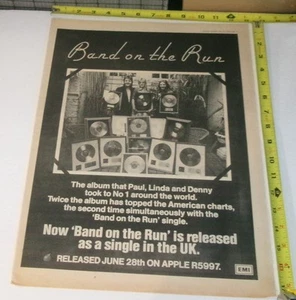 Band on the Run
The album that Paul, Linda and Denny
took to No 1 around the world.
Twice the album has topped the American charts,
the second time simultaneously with the
'Band on the Run' single.
Now 'Band on the Run' is released
as a single in the UK.
RELEASED JUNE 28th ON APPLE R5997.
EMI